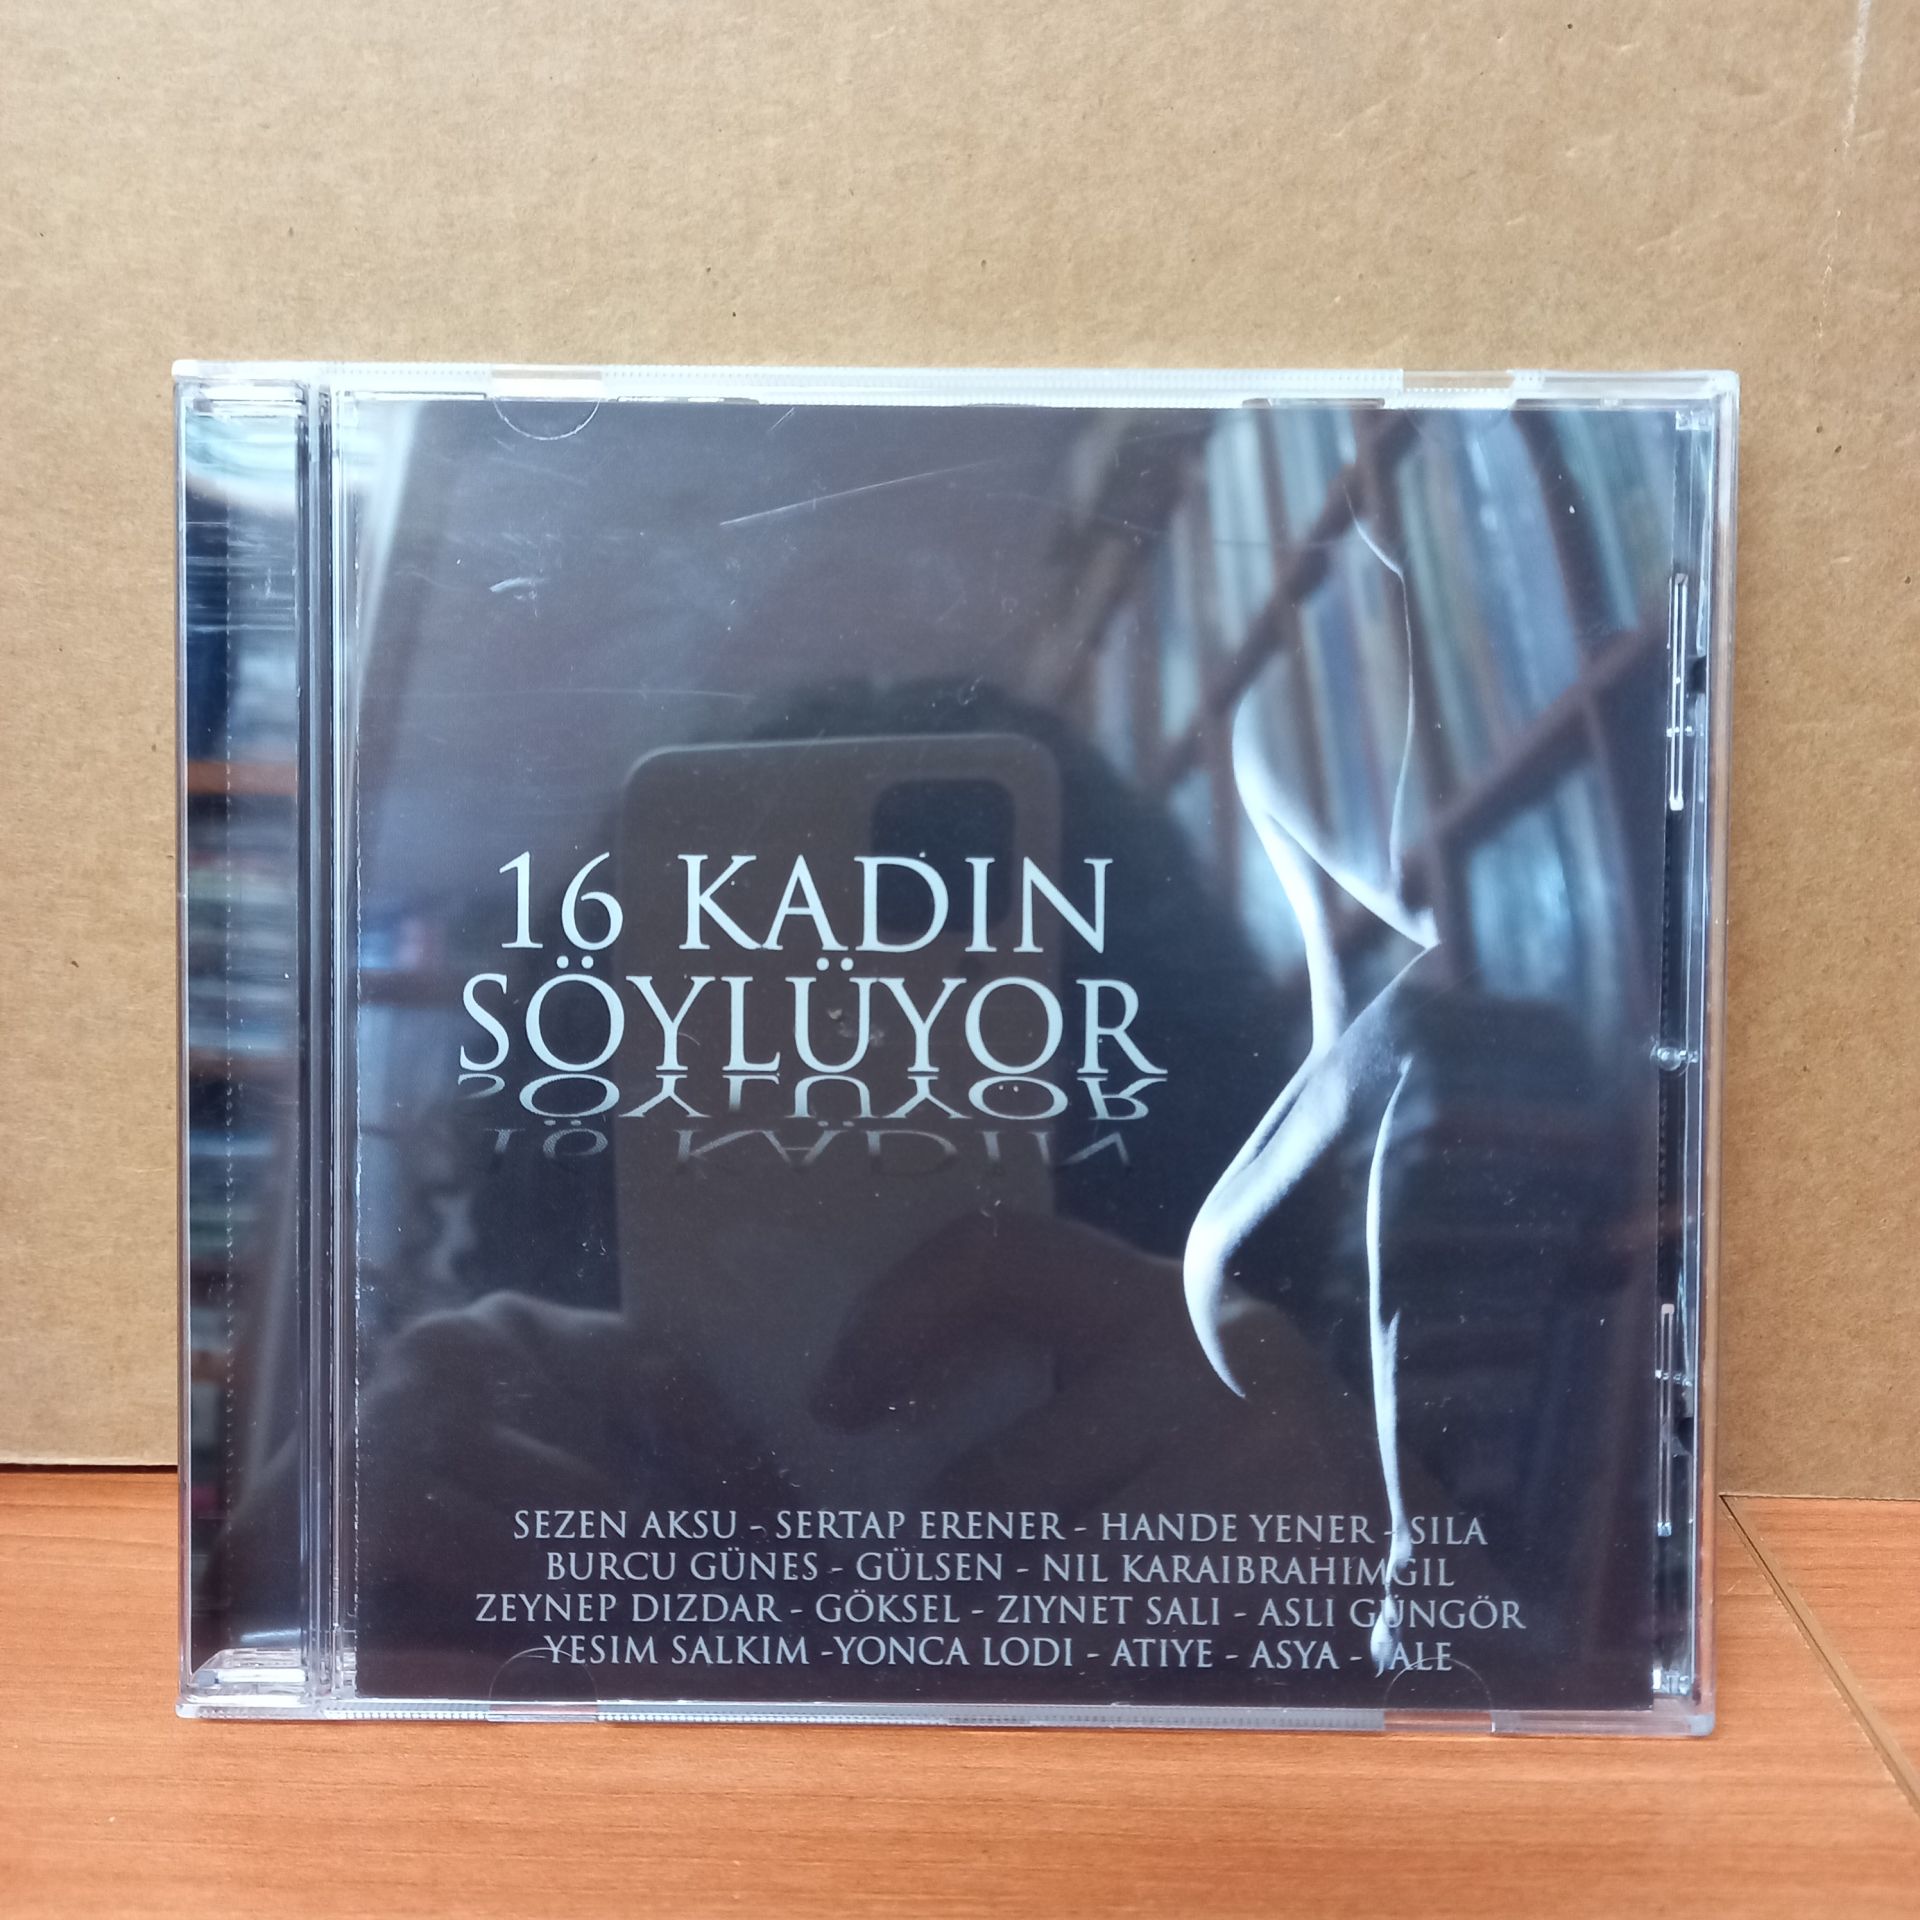 16 KADIN
SÖYLÜYOR
SEZEN AKSU - SERTAP ERENER - HANDE YENER - SILA
BURCU GÜNES - GÜLSEN - NIL KARAIBRAHIMGIL
ZEYNEP DIZDAR - GÖKSEL - ZIYNET SALI - ASLI GÜNGÖR
YESIM SALKIM -YONCA LODI - ATIYE - ASYA - JALE